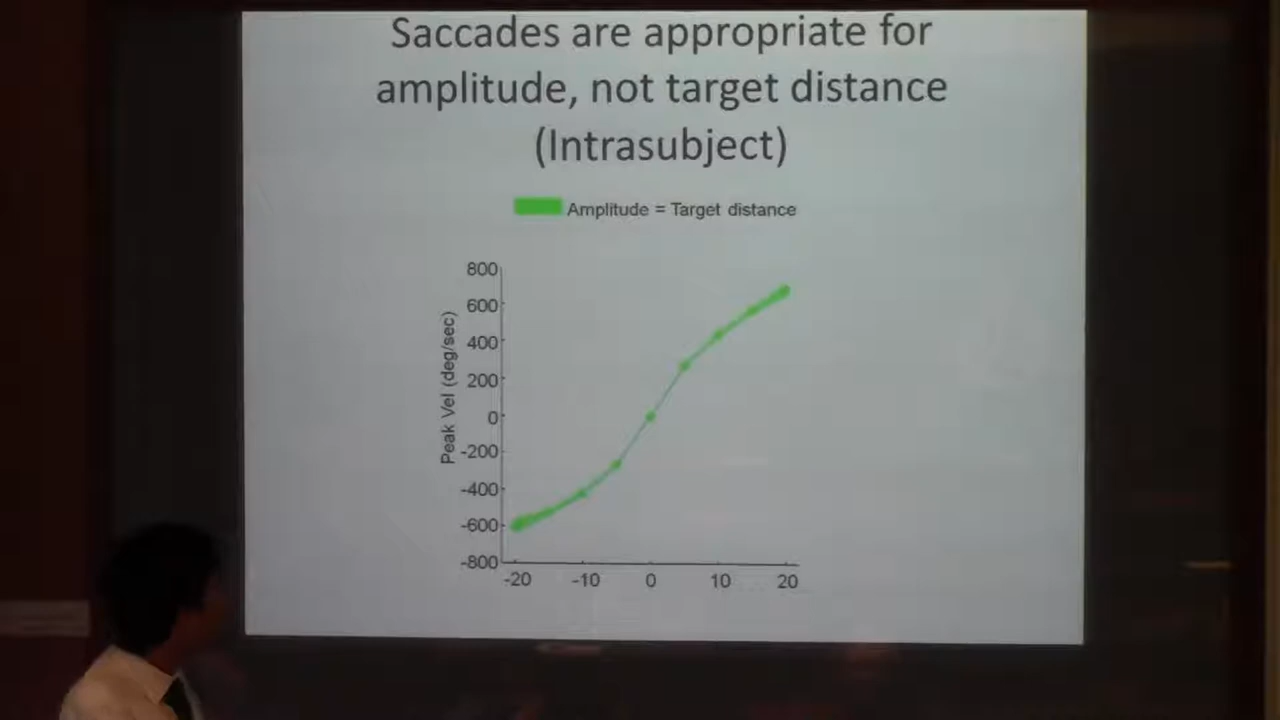 Saccades are appropriate for
amplitude, not target distance
(Intrasubject)
Amplitude = Target distance
Peak Vel (deg/sec)
800
600
400
200
0
-200
-400
-600
-800
-20 -10 0 10 20